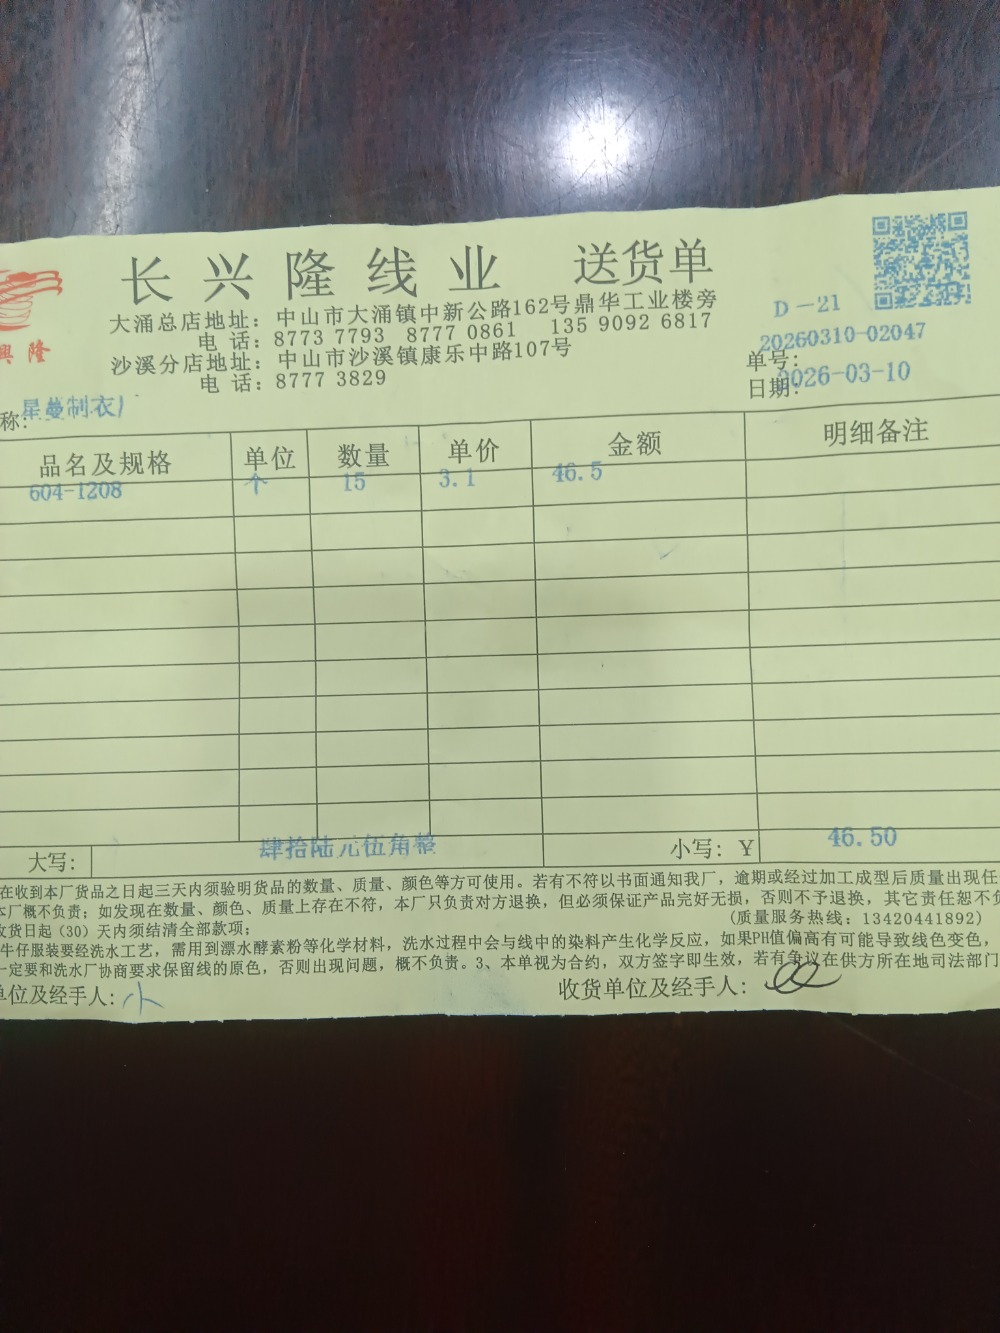 长兴隆线业 送货单
興隆
大涌总店地址：中山市大涌镇中新公路162号鼎华工业楼旁
电 话：8773 7793 8777 0861 135 9092 6817
沙溪分店地址：中山市沙溪镇康乐中路107号
电 话：8777 3829
D-21
单号：20260310-02047
日期：2026-03-10
称：星蔓制衣厂
品名及规格 单位 数量 单价 金额 明细备注
604-1208 个 15 3.1 46.5
大写： 肆拾陆元伍角整 小写：￥ 46.50
在收到本厂货品之日起三天内须验明货品的数量、质量、颜色等方可使用。若有不符以书面通知我厂，逾期或经过加工成型后质量出现任
本厂概不负责；如发现在数量、颜色、质量上存在不符，本厂只负责对方退换，但必须保证产品完好无损，否则不予退换，其它责任恕不负
收货日起（30）天内须结清全部款项； (质量服务热线：13420441892)
牛仔服装要经洗水工艺，需用到漂水酵素粉等化学材料，洗水过程中会与线中的染料产生化学反应，如果PH值偏高有可能导致线色变色，
一定要和洗水厂协商要求保留线的原色，否则出现问题，概不负责。3、本单视为合约，双方签字即生效，若有争议在供方所在地司法部门
单位及经手人：小 收货单位及经手人：